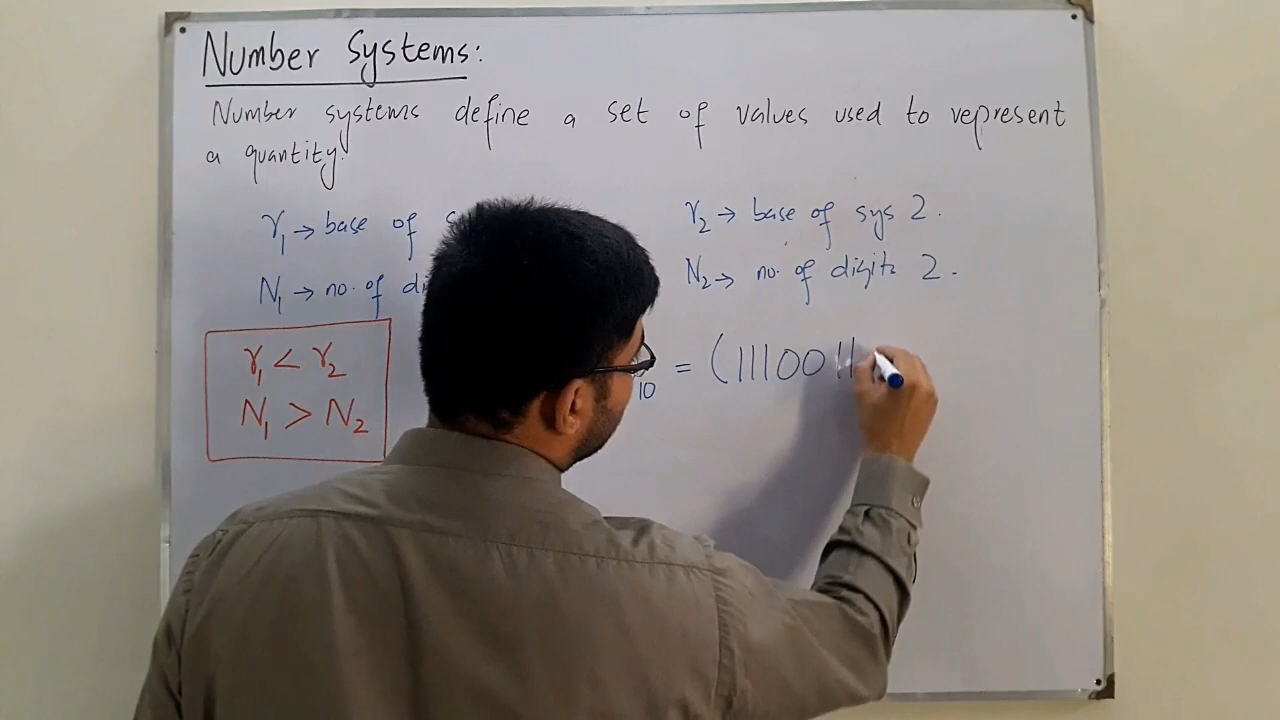 Number Systems:
Number systems define a set of values used to represent
a quantity.
r₁ → base of
r₂ → base of sys 2.
N₁ → no. of
N₂ → no. of digits 2.
r₁ < r₂
N₁ > N₂
10 = (1110011